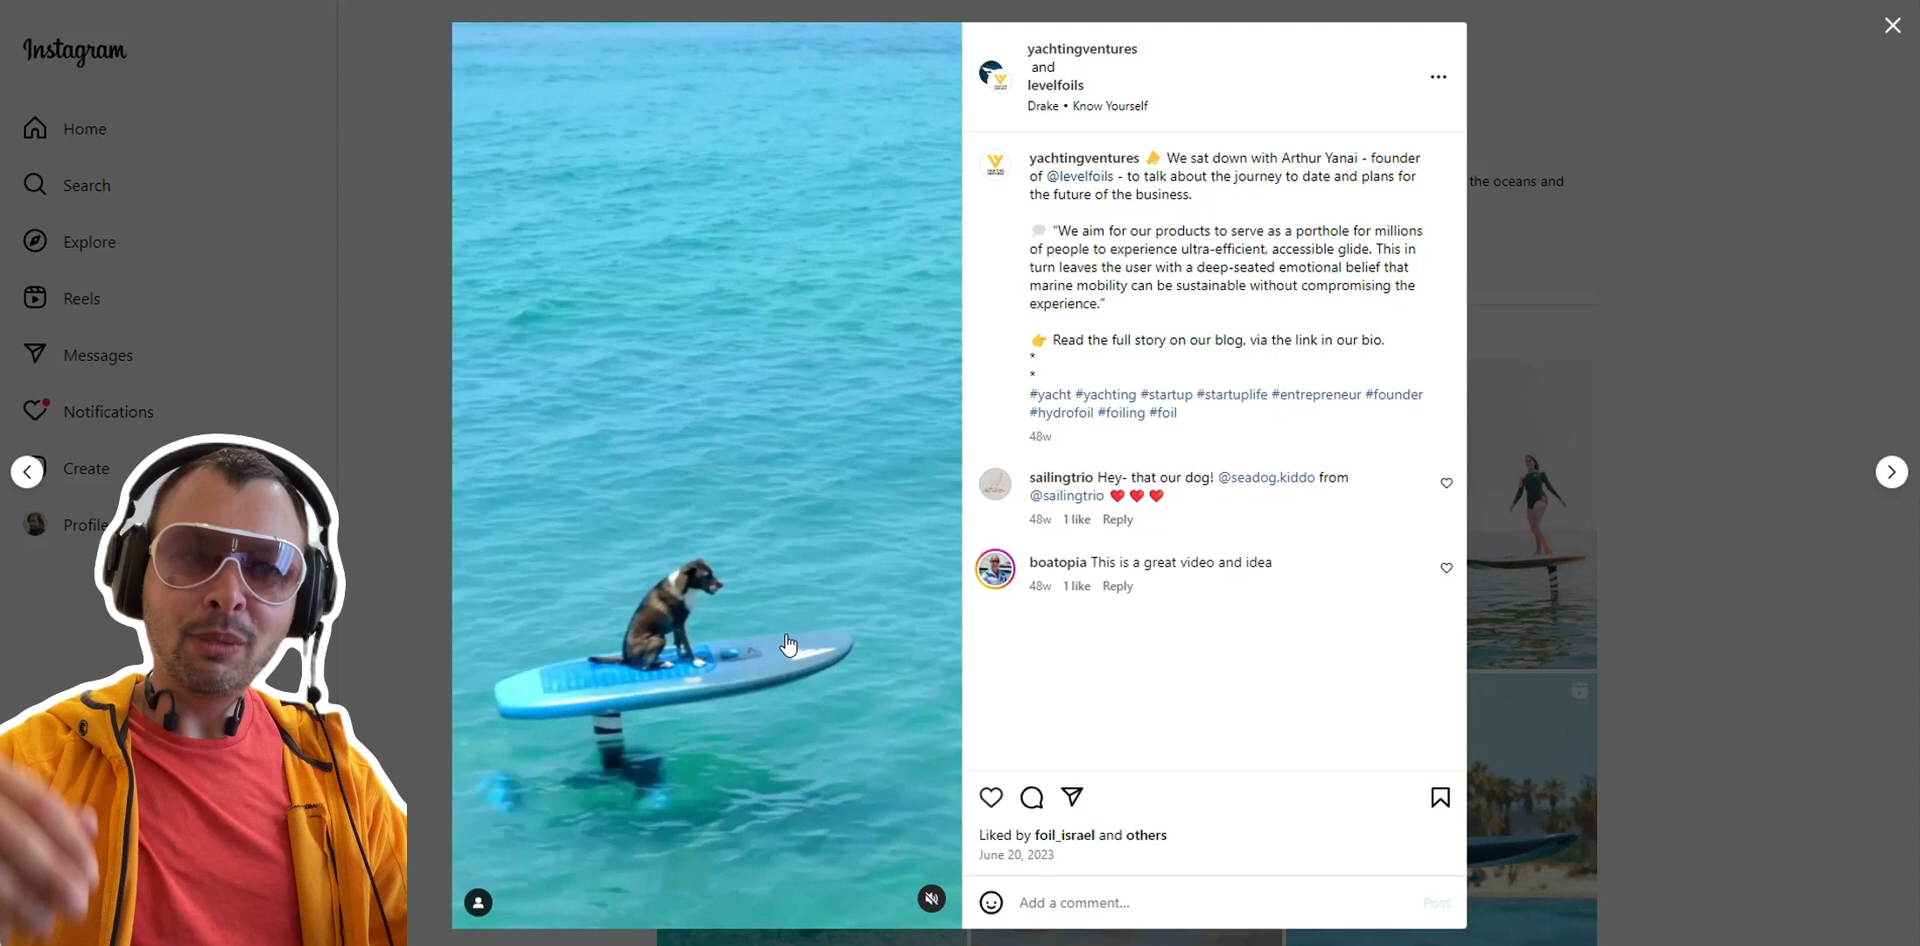 Instagram
Home
Search
Explore
Reels
Messages
Notifications
Create
Profile
yachtingventures
and
levelfoils
Drake • Know Yourself
yachtingventures 📣 We sat down with Arthur Yanai - founder
of @levelfoils - to talk about the journey to date and plans for
the future of the business.
💭 “We aim for our products to serve as a porthole for millions
of people to experience ultra-efficient, accessible glide. This in
turn leaves the user with a deep-seated emotional belief that
marine mobility can be sustainable without compromising the
experience.”
👉 Read the full story on our blog, via the link in our bio.
*
*
#yacht #yachting #startup #startuplife #entrepreneur #founder
#hydrofoil #foiling #foil
48w
sailingtrio Hey- that our dog! @seadog.kiddo from
@sailingtrio ❤️ ❤️ ❤️
48w 1 like Reply
boatopia This is a great video and idea
48w 1 like Reply
Liked by foil_israel and others
June 20, 2023
Add a comment...
Post
the oceans and